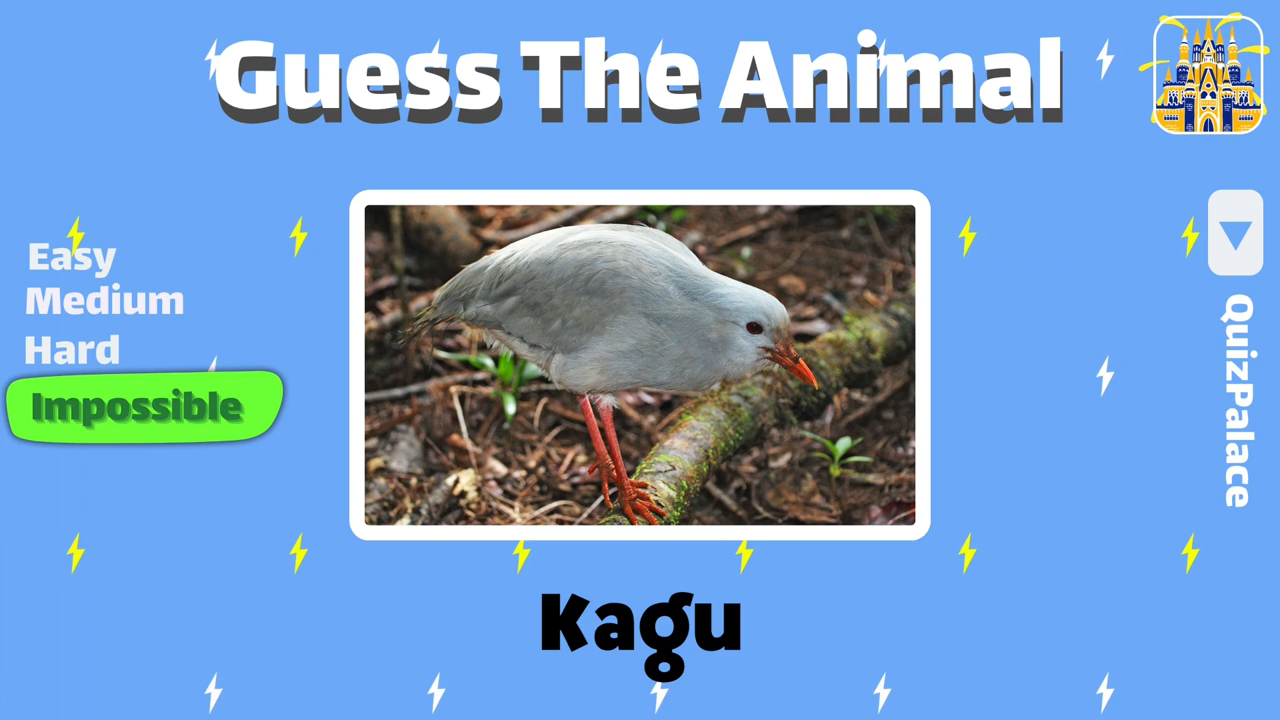 Guess The Animal
Easy
Medium
Hard
Impossible
QuizPalace
Kagu